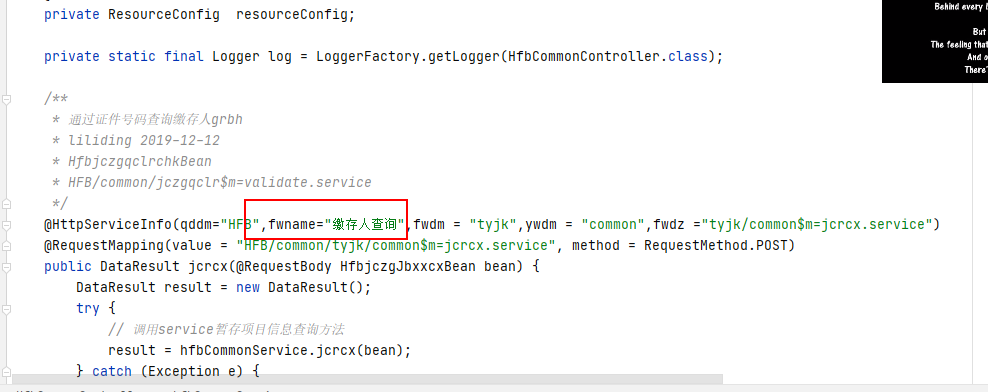 private ResourceConfig  resourceConfig;
private static final Logger log = LoggerFactory.getLogger(HfbCommonController.class);
/**
 * 通过证件号码查询缴存人grbh
 * liliding 2019-12-12
 * HfbjczgqclrchkBean
 * HFB/common/jczgqclr$m=validate.service
 */
@HttpServiceInfo(qddm="HFB",fwname="缴存人查询",fwdm = "tyjk",ywdm = "common",fwdz ="tyjk/common$m=jcrcx.service")
@RequestMapping(value = "HFB/common/tyjk/common$m=jcrcx.service", method = RequestMethod.POST)
public DataResult jcrcx(@RequestBody HfbjczgJbxxcxBean bean) {
DataResult result = new DataResult();
try {
// 调用service暂存项目信息查询方法
result = hfbCommonService.jcrcx(bean);
} catch (Exception e) {
Behind every
But
The feeling that
And o
There'